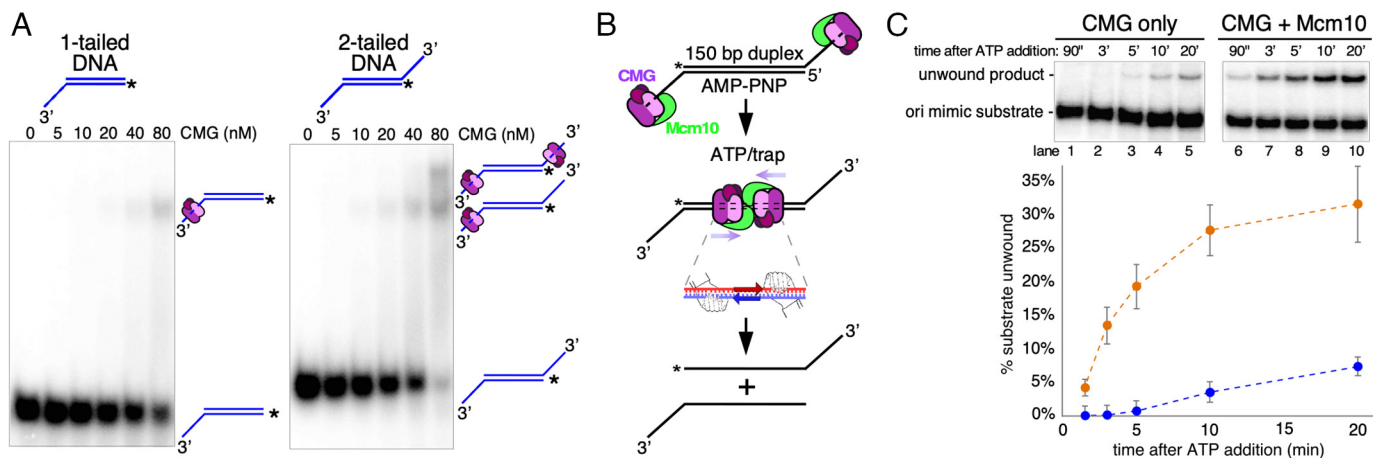 A
1-tailed
DNA
*
3’
0 5 10 20 40 80 CMG (nM)
*
3’
*
3’
2-tailed
DNA
3’
*
3’
0 5 10 20 40 80 CMG (nM)
3’
*
3’
3’
*
3’
3’
*
3’
B
3’
150 bp duplex
*
5’
CMG
AMP-PNP
3’
Mcm10
ATP/trap
3’
*
3’
3’
*
+
3’
C
CMG only
CMG + Mcm10
time after ATP addition: 90" 3’ 5’ 10’ 20’ 90" 3’ 5’ 10’ 20’
unwound product -
ori mimic substrate -
lane 1 2 3 4 5 6 7 8 9 10
35%
30%
25%
20%
15%
10%
5%
0%
% substrate unwound
0 5 10 15 20
time after ATP addition (min)